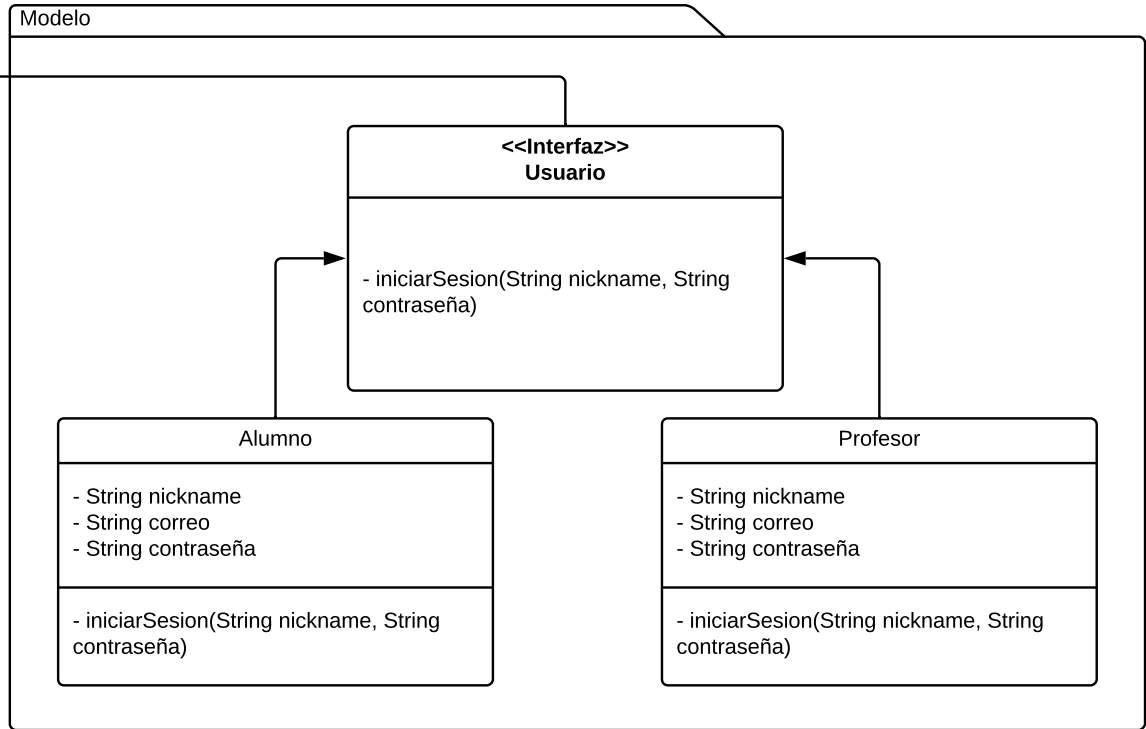 Modelo
<<Interfaz>>
Usuario
- iniciarSesion(String nickname, String
contraseña)
Alumno
- String nickname
- String correo
- String contraseña
- iniciarSesion(String nickname, String
contraseña)
Profesor
- String nickname
- String correo
- String contraseña
- iniciarSesion(String nickname, String
contraseña)